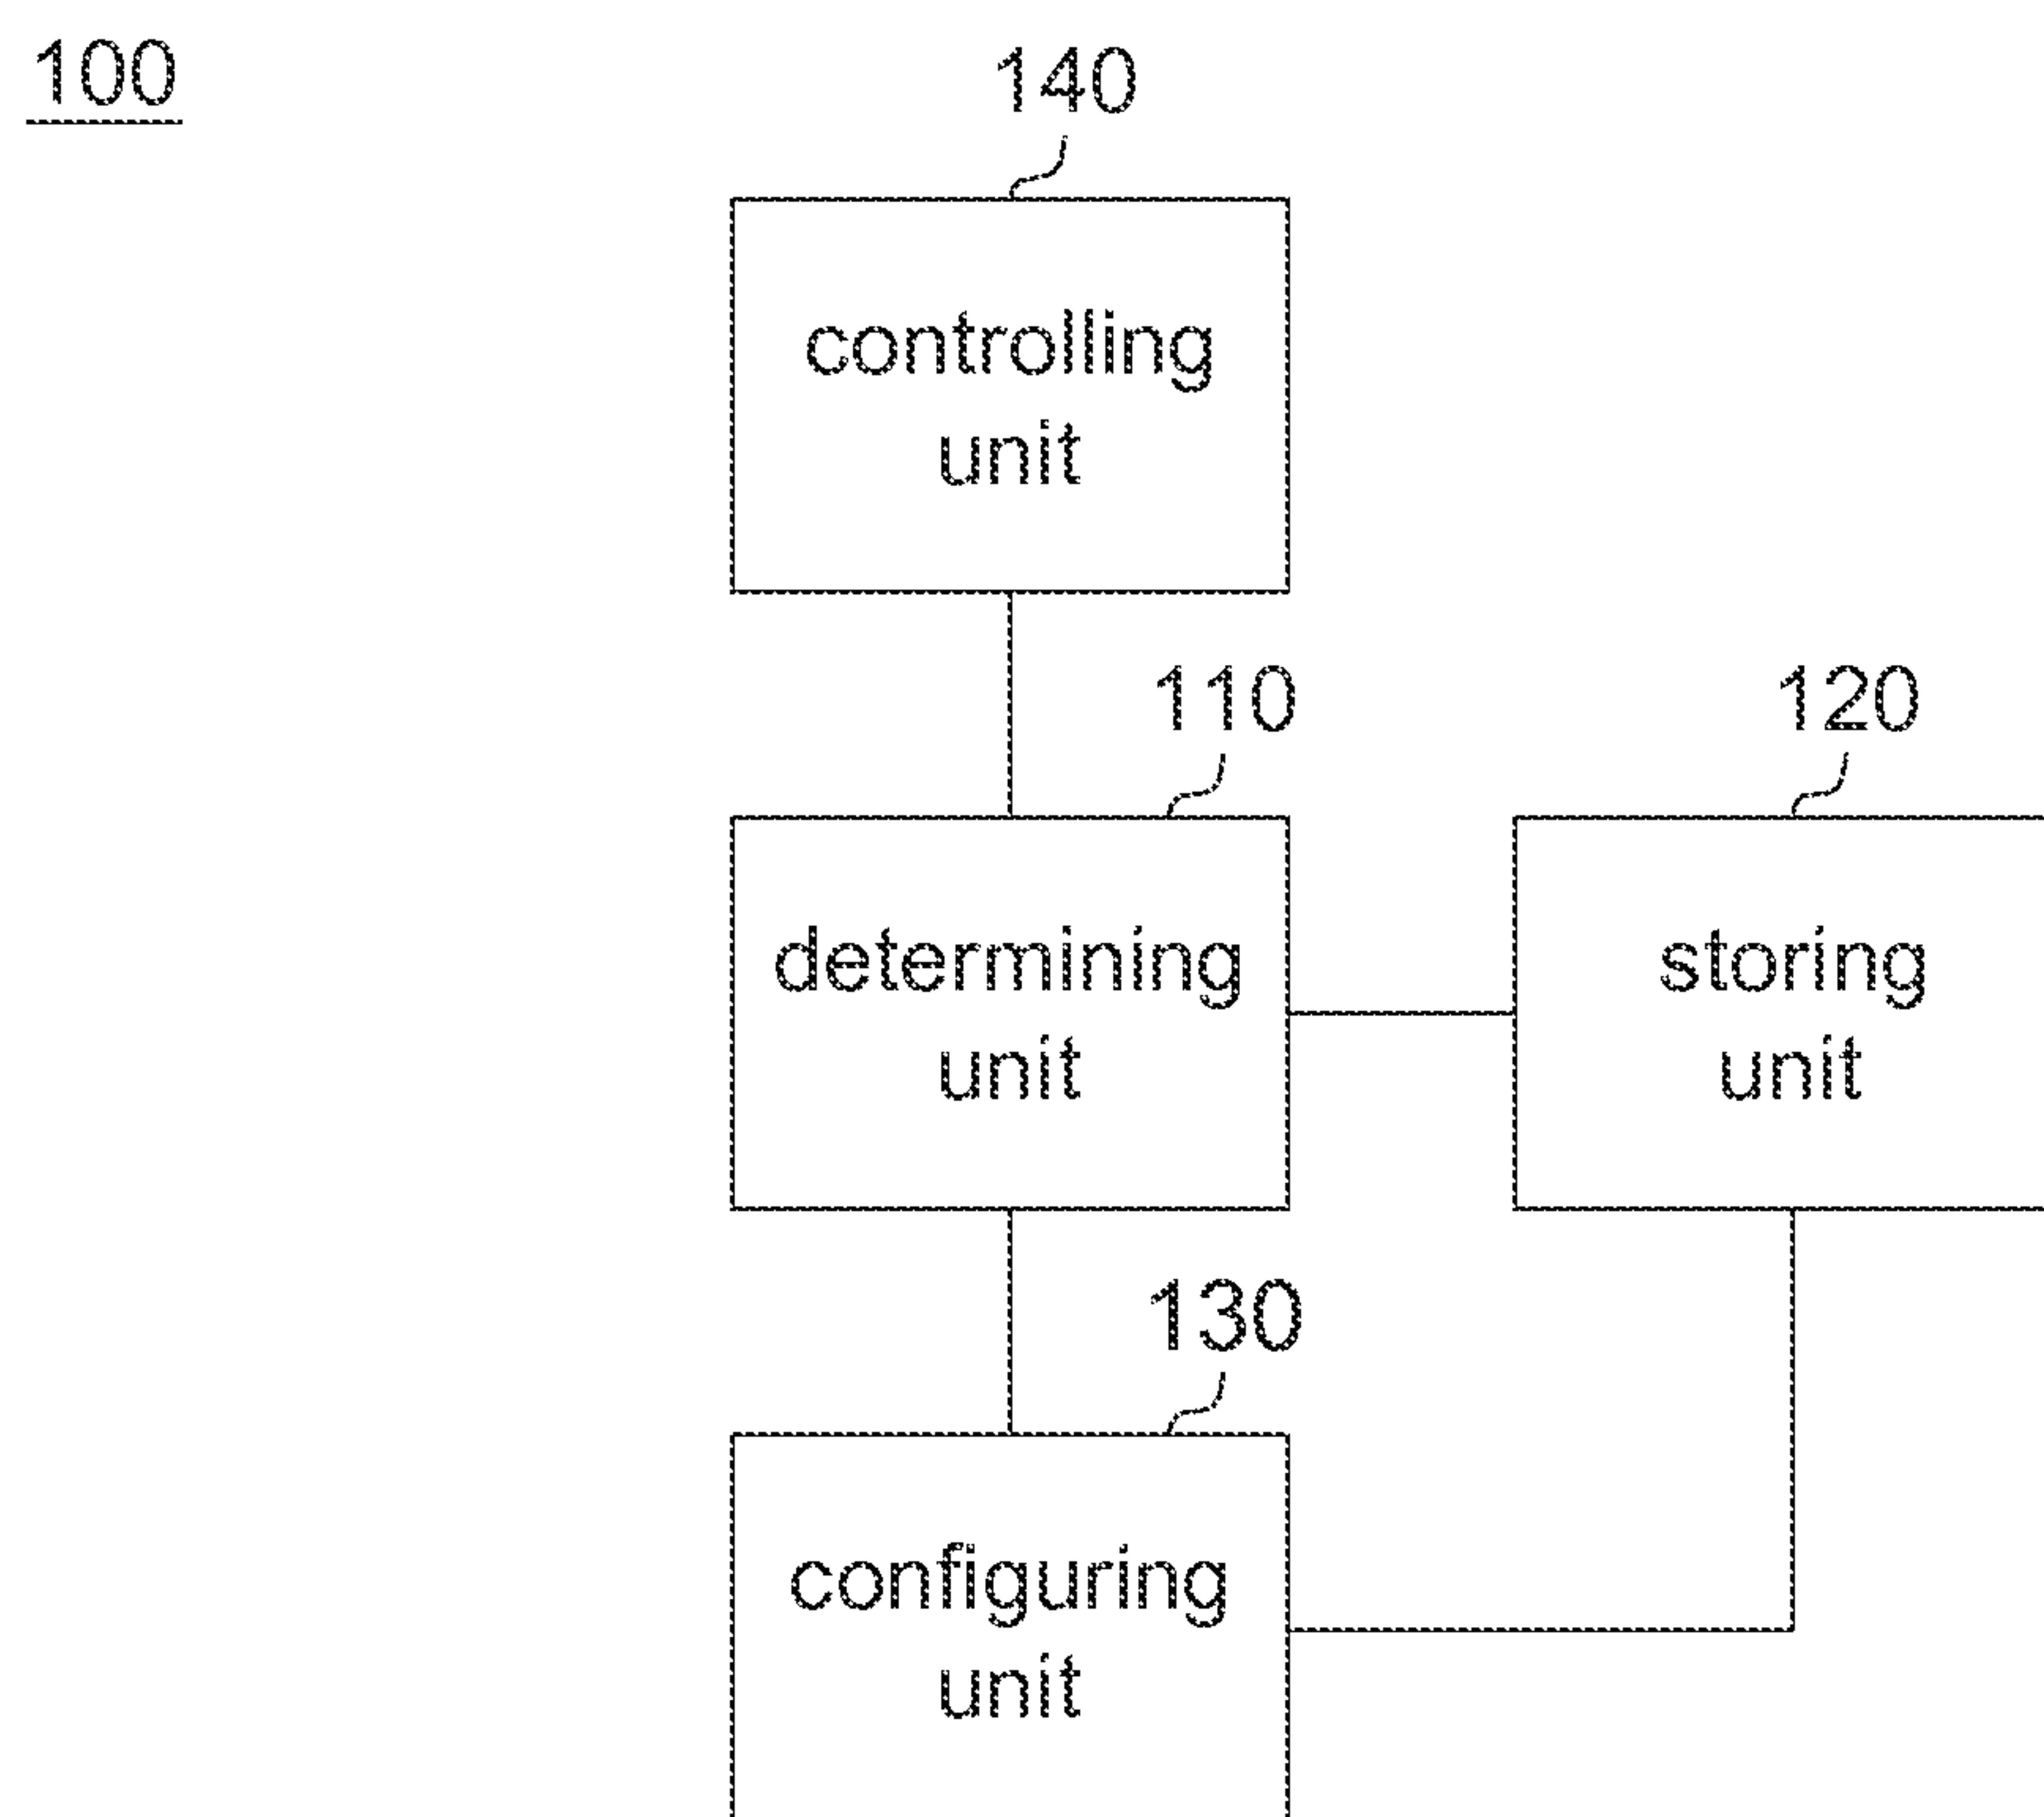 100
140
controlling
unit
110
120
determining
unit
storing
unit
130
configuring
unit